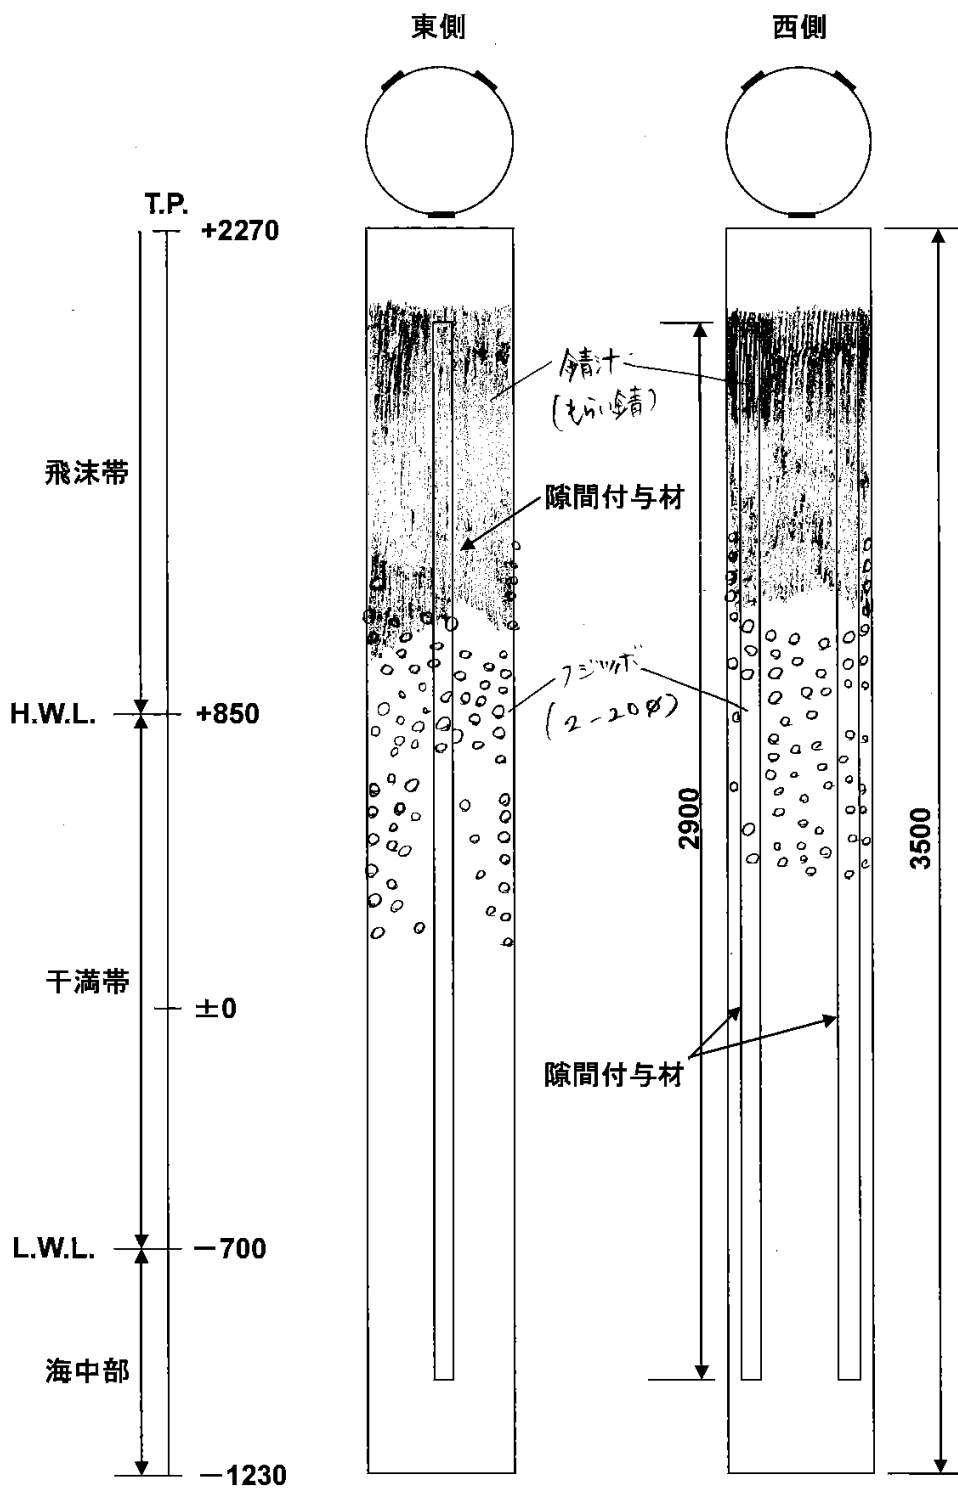 東側
西側
T.P.
+2270
錆汁
(もらい錆)
飛沫帯
隙間付与材
H.W.L.
+850
フジツボ
(2-20φ)
2900
3500
干満帯
±0
隙間付与材
L.W.L.
-700
海中部
-1230